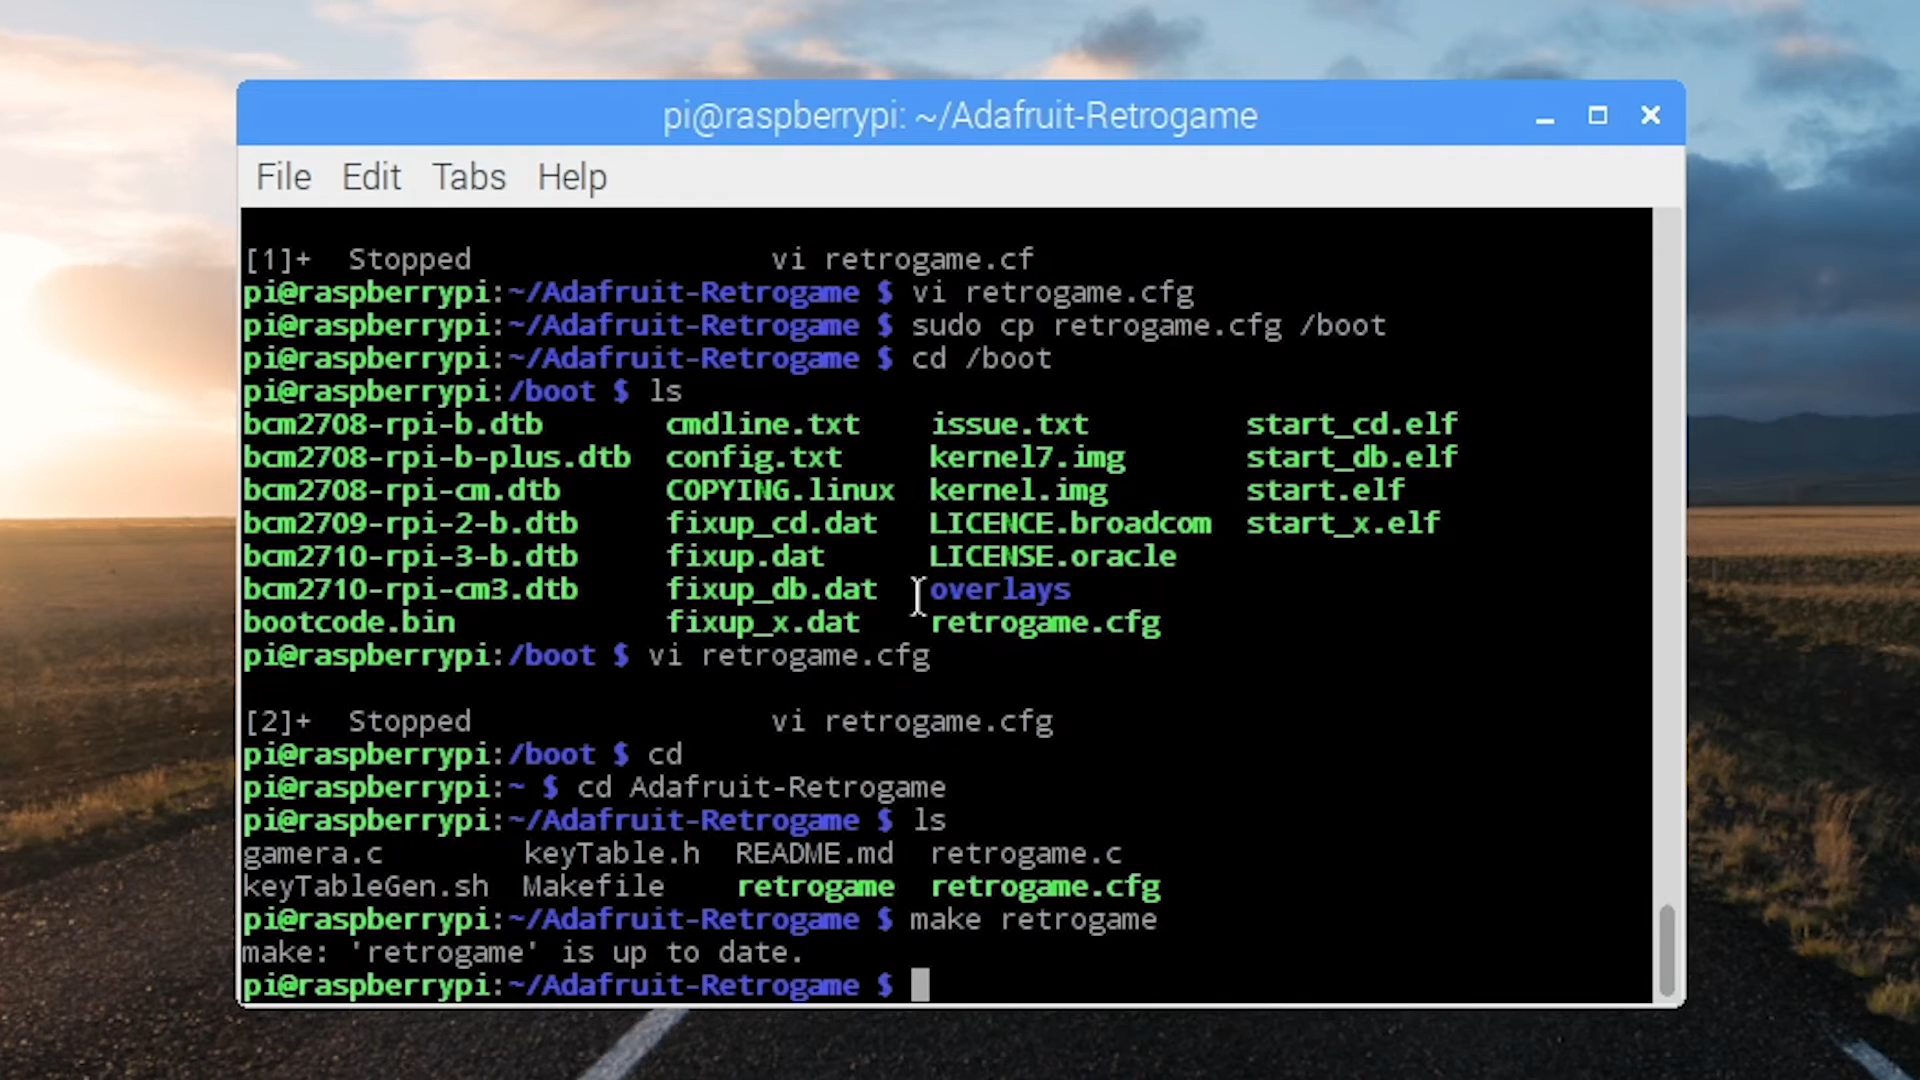 pi@raspberrypi: ~/Adafruit-Retrogame
File Edit Tabs Help
[1]+  Stopped                 vi retrogame.cf
pi@raspberrypi:~/Adafruit-Retrogame $ vi retrogame.cfg
pi@raspberrypi:~/Adafruit-Retrogame $ sudo cp retrogame.cfg /boot
pi@raspberrypi:~/Adafruit-Retrogame $ cd /boot
pi@raspberrypi:/boot $ ls
bcm2708-rpi-b.dtb       cmdline.txt    issue.txt         start_cd.elf
bcm2708-rpi-b-plus.dtb  config.txt     kernel7.img       start_db.elf
bcm2708-rpi-cm.dtb      COPYING.linux  kernel.img        start.elf
bcm2709-rpi-2-b.dtb     fixup_cd.dat   LICENCE.broadcom  start_x.elf
bcm2710-rpi-3-b.dtb     fixup.dat      LICENSE.oracle
bcm2710-rpi-cm3.dtb     fixup_db.dat   overlays
bootcode.bin            fixup_x.dat    retrogame.cfg
pi@raspberrypi:/boot $ vi retrogame.cfg
[2]+  Stopped                 vi retrogame.cfg
pi@raspberrypi:/boot $ cd
pi@raspberrypi:~ $ cd Adafruit-Retrogame
pi@raspberrypi:~/Adafruit-Retrogame $ ls
gamera.c        keyTable.h  README.md  retrogame.c
keyTableGen.sh  Makefile    retrogame  retrogame.cfg
pi@raspberrypi:~/Adafruit-Retrogame $ make retrogame
make: 'retrogame' is up to date.
pi@raspberrypi:~/Adafruit-Retrogame $